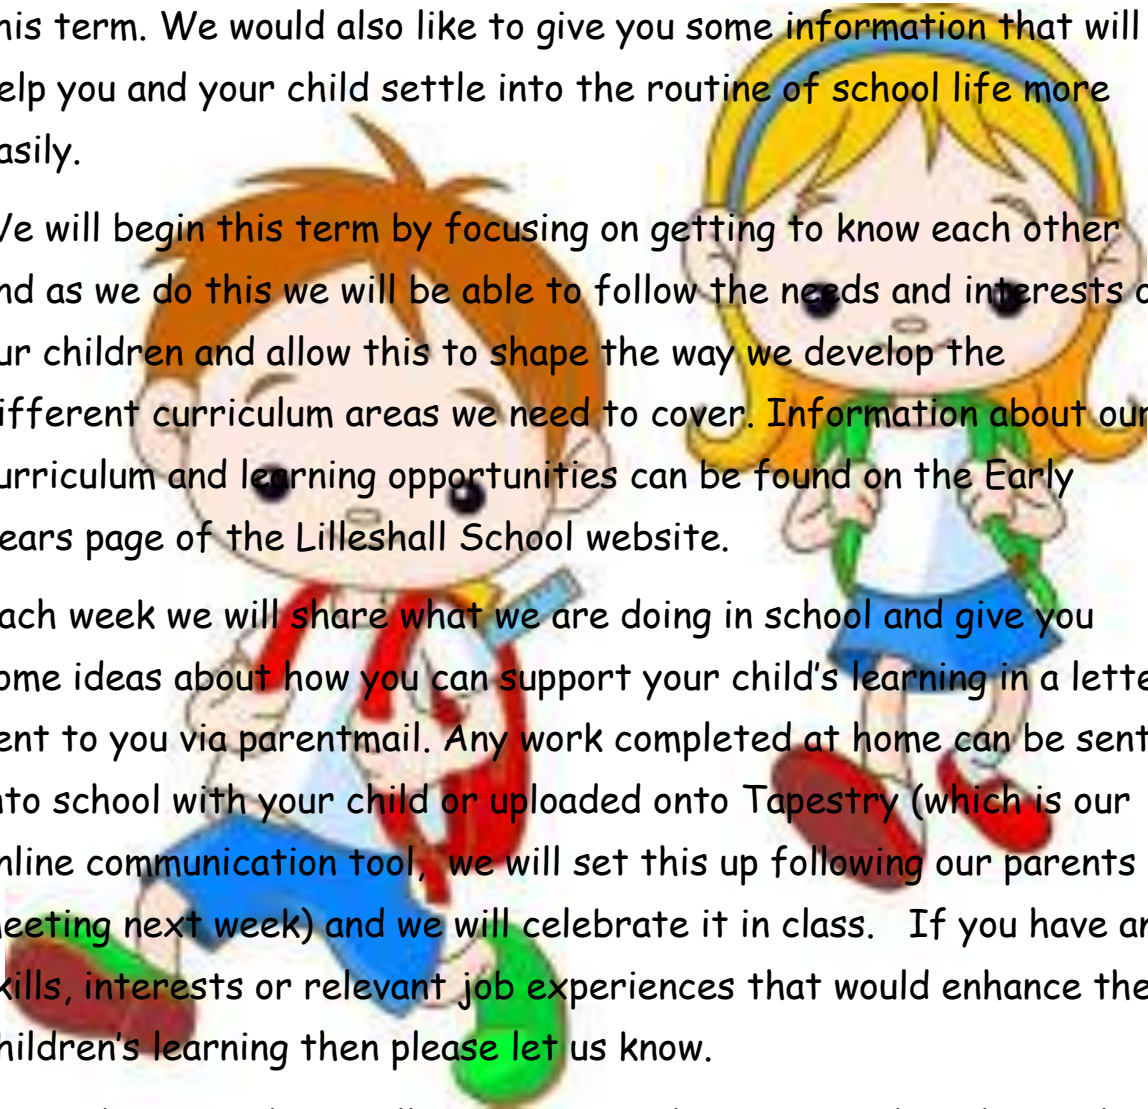 his term. We would also like to give you some information that will
elp you and your child settle into the routine of school life more
asily.
We will begin this term by focusing on getting to know each other
nd as we do this we will be able to follow the needs and interests o
ur children and allow this to shape the way we develop the
ifferent curriculum areas we need to cover. Information about our
urriculum and learning opportunities can be found on the Early
ears page of the Lilleshall School website.
ach week we will share what we are doing in school and give you
ome ideas about how you can support your child's learning in a lette
ent to you via parentmail. Any work completed at home can be sent
nto school with your child or uploaded onto Tapestry (which is our
nline communication tool, we will set this up following our parents
eeting next week) and we will celebrate it in class. If you have an
kills, interests or relevant job experiences that would enhance the
hildren's learning then please let us know.